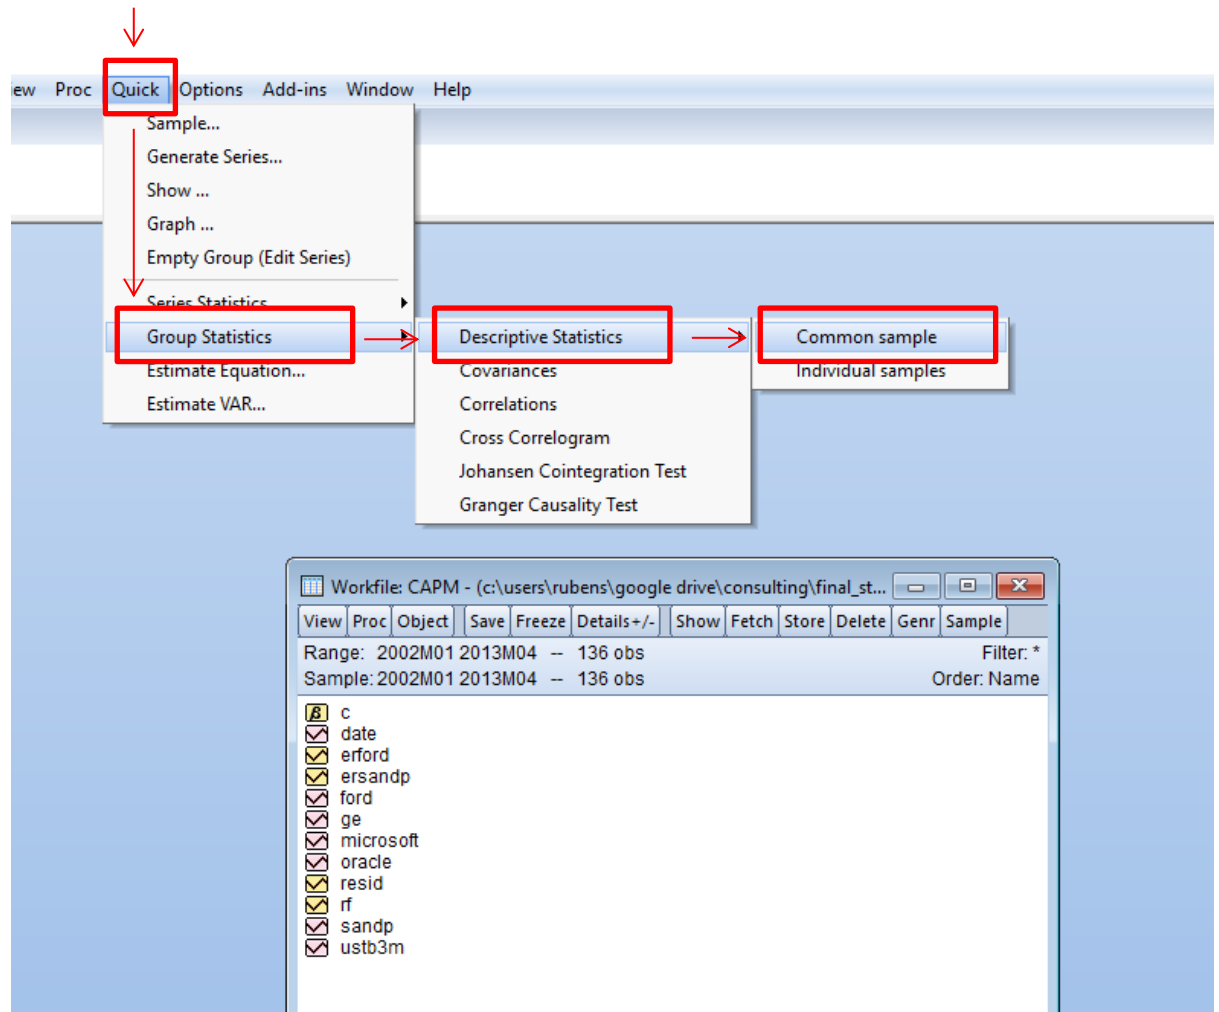 iew Proc Quick Options Add-ins Window Help
Sample...
Generate Series...
Show ...
Graph ...
Empty Group (Edit Series)
Series Statistics
Group Statistics Descriptive Statistics Common sample
Estimate Equation... Covariances Individual samples
Estimate VAR... Correlations
Cross Correlogram
Johansen Cointegration Test
Granger Causality Test
Workfile: CAPM - (c:\users\rubens\google drive\consulting\final_st...
View Proc Object Save Freeze Details+/- Show Fetch Store Delete Genr Sample
Range: 2002M01 2013M04 -- 136 obs Filter: *
Sample: 2002M01 2013M04 -- 136 obs Order: Name
β c
date
erford
ersandp
ford
ge
microsoft
oracle
resid
rf
sandp
ustb3m